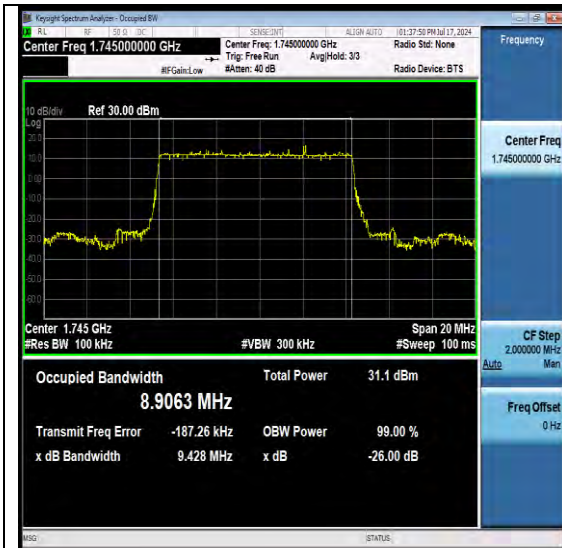 Keysight Spectrum Analyzer - Occupied BW
RL RF 50 Ω DC SENSE:INT ALIGN AUTO 01:37:50 PM Jul 17, 2024
Center Freq 1.745000000 GHz Center Freq: 1.745000000 GHz Radio Std: None Frequency
Trig: Free Run Avg|Hold: 3/3
#IFGain:Low #Atten: 40 dB Radio Device: BTS
10 dB/div Ref 30.00 dBm
Log
20.0
10.0
0.00
-10.0
-20.0
-30.0
-40.0
-50.0
-60.0
Center Freq
1.745000000 GHz
Center 1.745 GHz Span 20 MHz
#Res BW 100 kHz #VBW 300 kHz #Sweep 100 ms
CF Step
2.000000 MHz
Auto Man
Occupied Bandwidth Total Power 31.1 dBm
8.9063 MHz
Freq Offset
0 Hz
Transmit Freq Error -187.26 kHz OBW Power 99.00 %
x dB Bandwidth 9.428 MHz x dB -26.00 dB
MSG STATUS